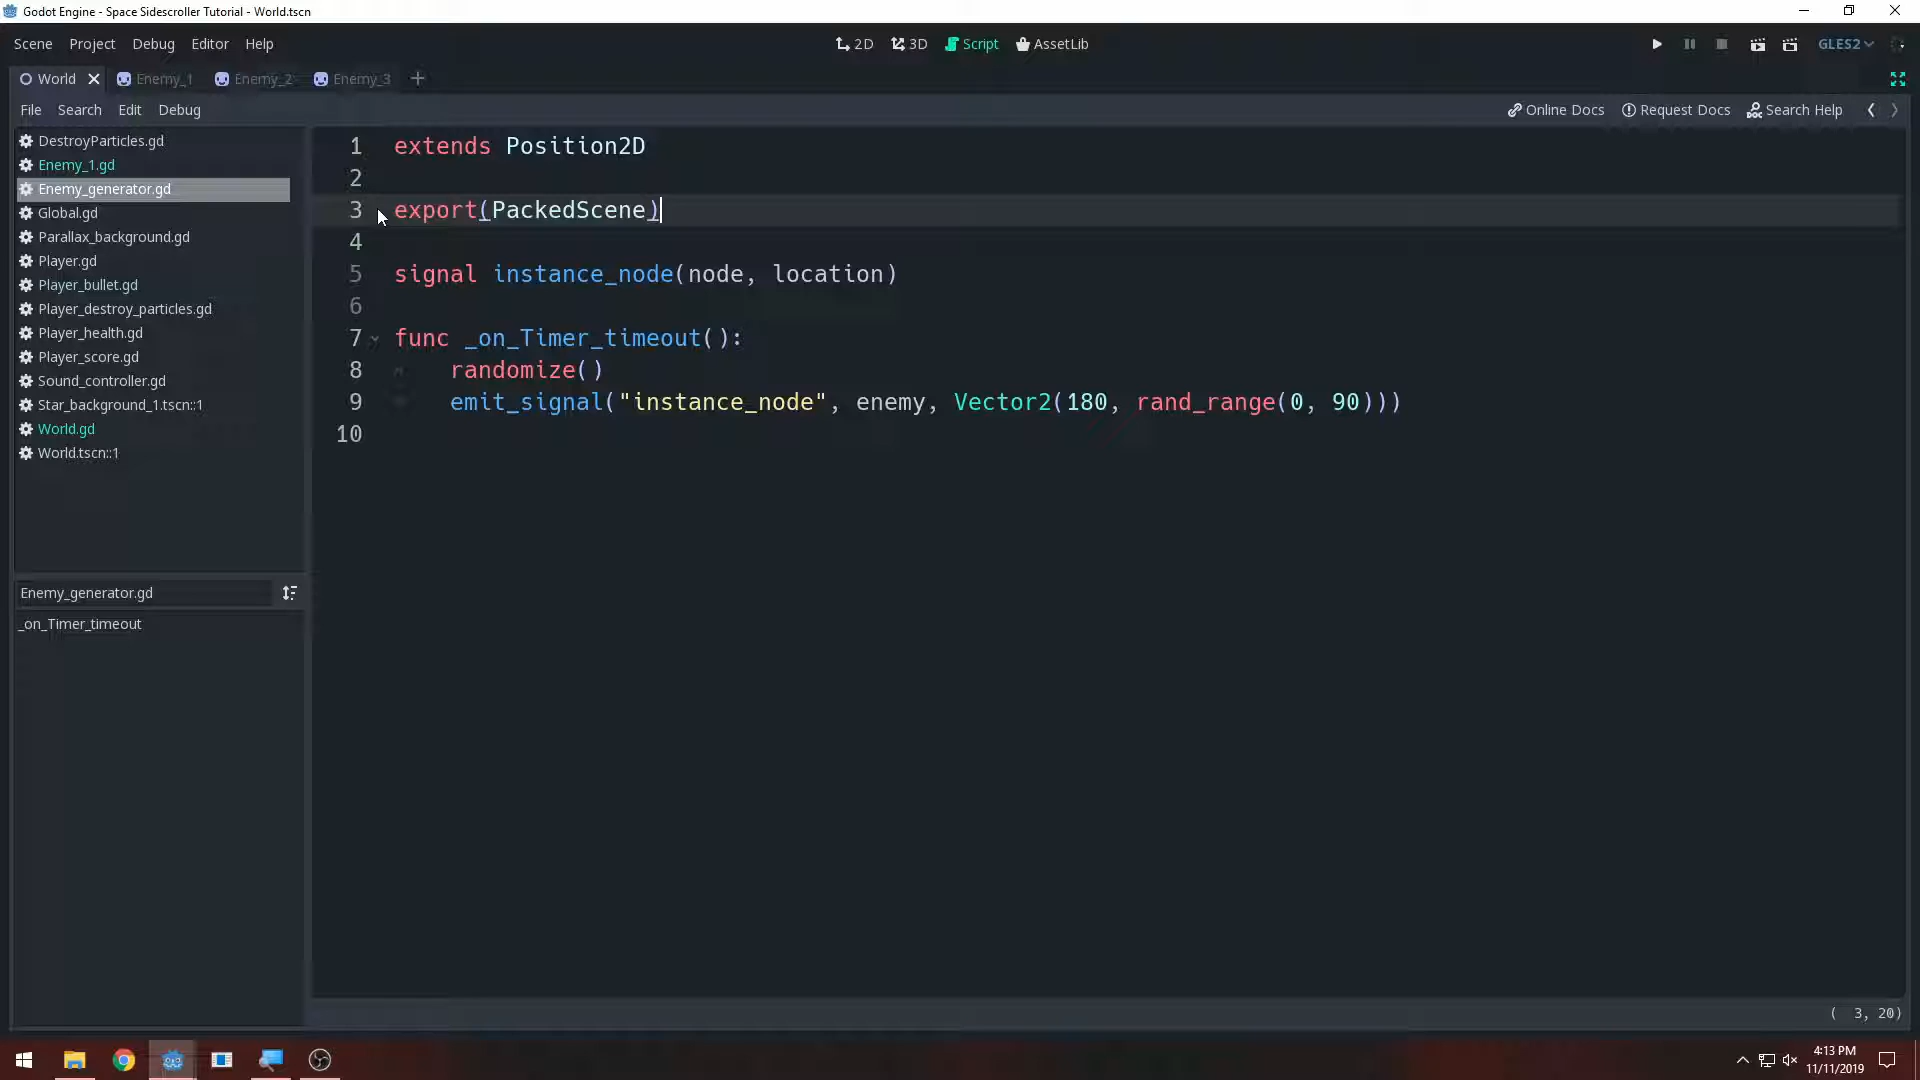 Godot Engine - Space Sidescroller Tutorial - World.tscn
Scene Project Debug Editor Help 2D 3D Script AssetLib GLES2
World Enemy_1 Enemy_2 Enemy_3
File Search Edit Debug Online Docs Request Docs Search Help
DestroyParticles.gd
Enemy_1.gd
Enemy_generator.gd
Global.gd
Parallax_background.gd
Player.gd
Player_bullet.gd
Player_destroy_particles.gd
Player_health.gd
Player_score.gd
Sound_controller.gd
Star_background_1.tscn::1
World.gd
World.tscn::1
Enemy_generator.gd
_on_Timer_timeout
1 extends Position2D
2
3 export(PackedScene)
4
5 signal instance_node(node, location)
6
7 func _on_Timer_timeout():
8 randomize()
9 emit_signal("instance_node", enemy, Vector2(180, rand_range(0, 90)))
10
( 3, 20)
4:13 PM
11/11/2019